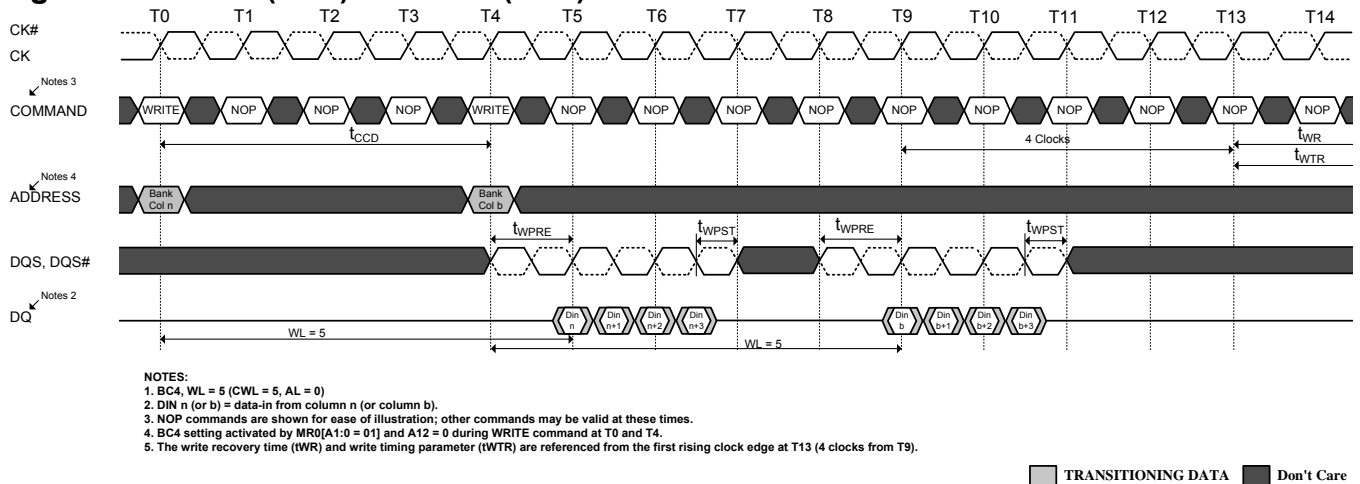 T0 T1 T2 T3 T4 T5 T6 T7 T8 T9 T10 T11 T12 T13 T14
CK#
CK
Notes 3
COMMAND
WRITE NOP NOP NOP WRITE NOP NOP NOP NOP NOP NOP NOP NOP NOP NOP
tCCD
4 Clocks
tWR
tWTR
Notes 4
ADDRESS
Bank Col n
Bank Col b
tWPRE
tWPST
tWPRE
tWPST
DQS, DQS#
Notes 2
DQ
Din n
Din n+1
Din n+2
Din n+3
Din b
Din b+1
Din b+2
Din b+3
WL = 5
WL = 5
NOTES:
1. BC4, WL = 5 (CWL = 5, AL = 0)
2. DIN n (or b) = data-in from column n (or column b).
3. NOP commands are shown for ease of illustration; other commands may be valid at these times.
4. BC4 setting activated by MR0[A1:0 = 01] and A12 = 0 during WRITE command at T0 and T4.
5. The write recovery time (tWR) and write timing parameter (tWTR) are referenced from the first rising clock edge at T13 (4 clocks from T9).
TRANSITIONING DATA
Don't Care